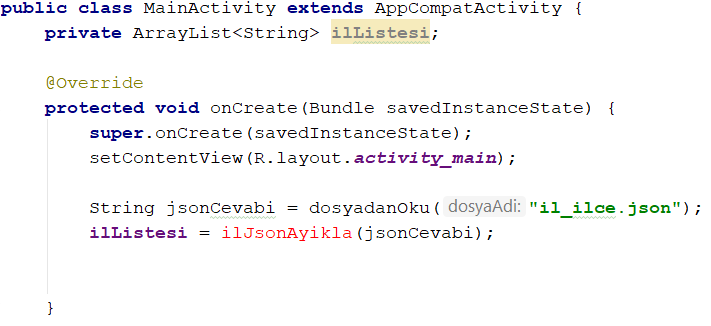 public class MainActivity extends AppCompatActivity {
    private ArrayList<String> ilListesi;

    @Override
    protected void onCreate(Bundle savedInstanceState) {
        super.onCreate(savedInstanceState);
        setContentView(R.layout.activity_main);

        String jsonCevabi = dosyadanOku( dosyaAdi: "il_ilce.json");
        ilListesi = ilJsonAyikla(jsonCevabi);

    }